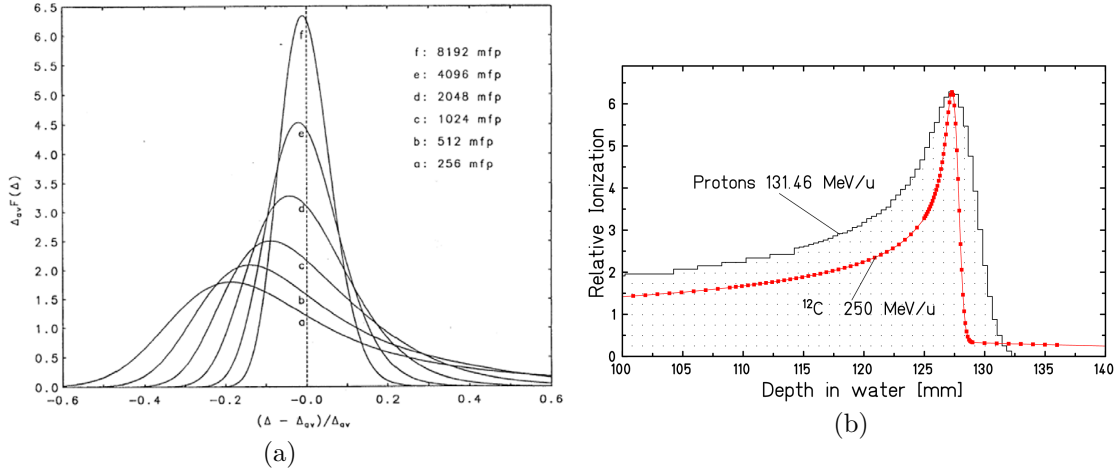 6.5
6.0
5.5
5.0
4.5
4.0
3.5
3.0
2.5
2.0
1.5
1.0
0.5
0.0
Δ_av F(Δ)
-0.6
-0.4
-0.2
-0.0
0.2
0.4
0.6
(Δ - Δ_av)/Δ_av
f: 8192 mfp
e: 4096 mfp
d: 2048 mfp
c: 1024 mfp
b: 512 mfp
a: 256 mfp
f
e
d
c
b
a
(a)
6
5
4
3
2
1
0
Relative Ionization
Protons 131.46 MeV/u
¹²C 250 MeV/u
100
105
110
115
120
125
130
135
140
Depth in water [mm]
(b)